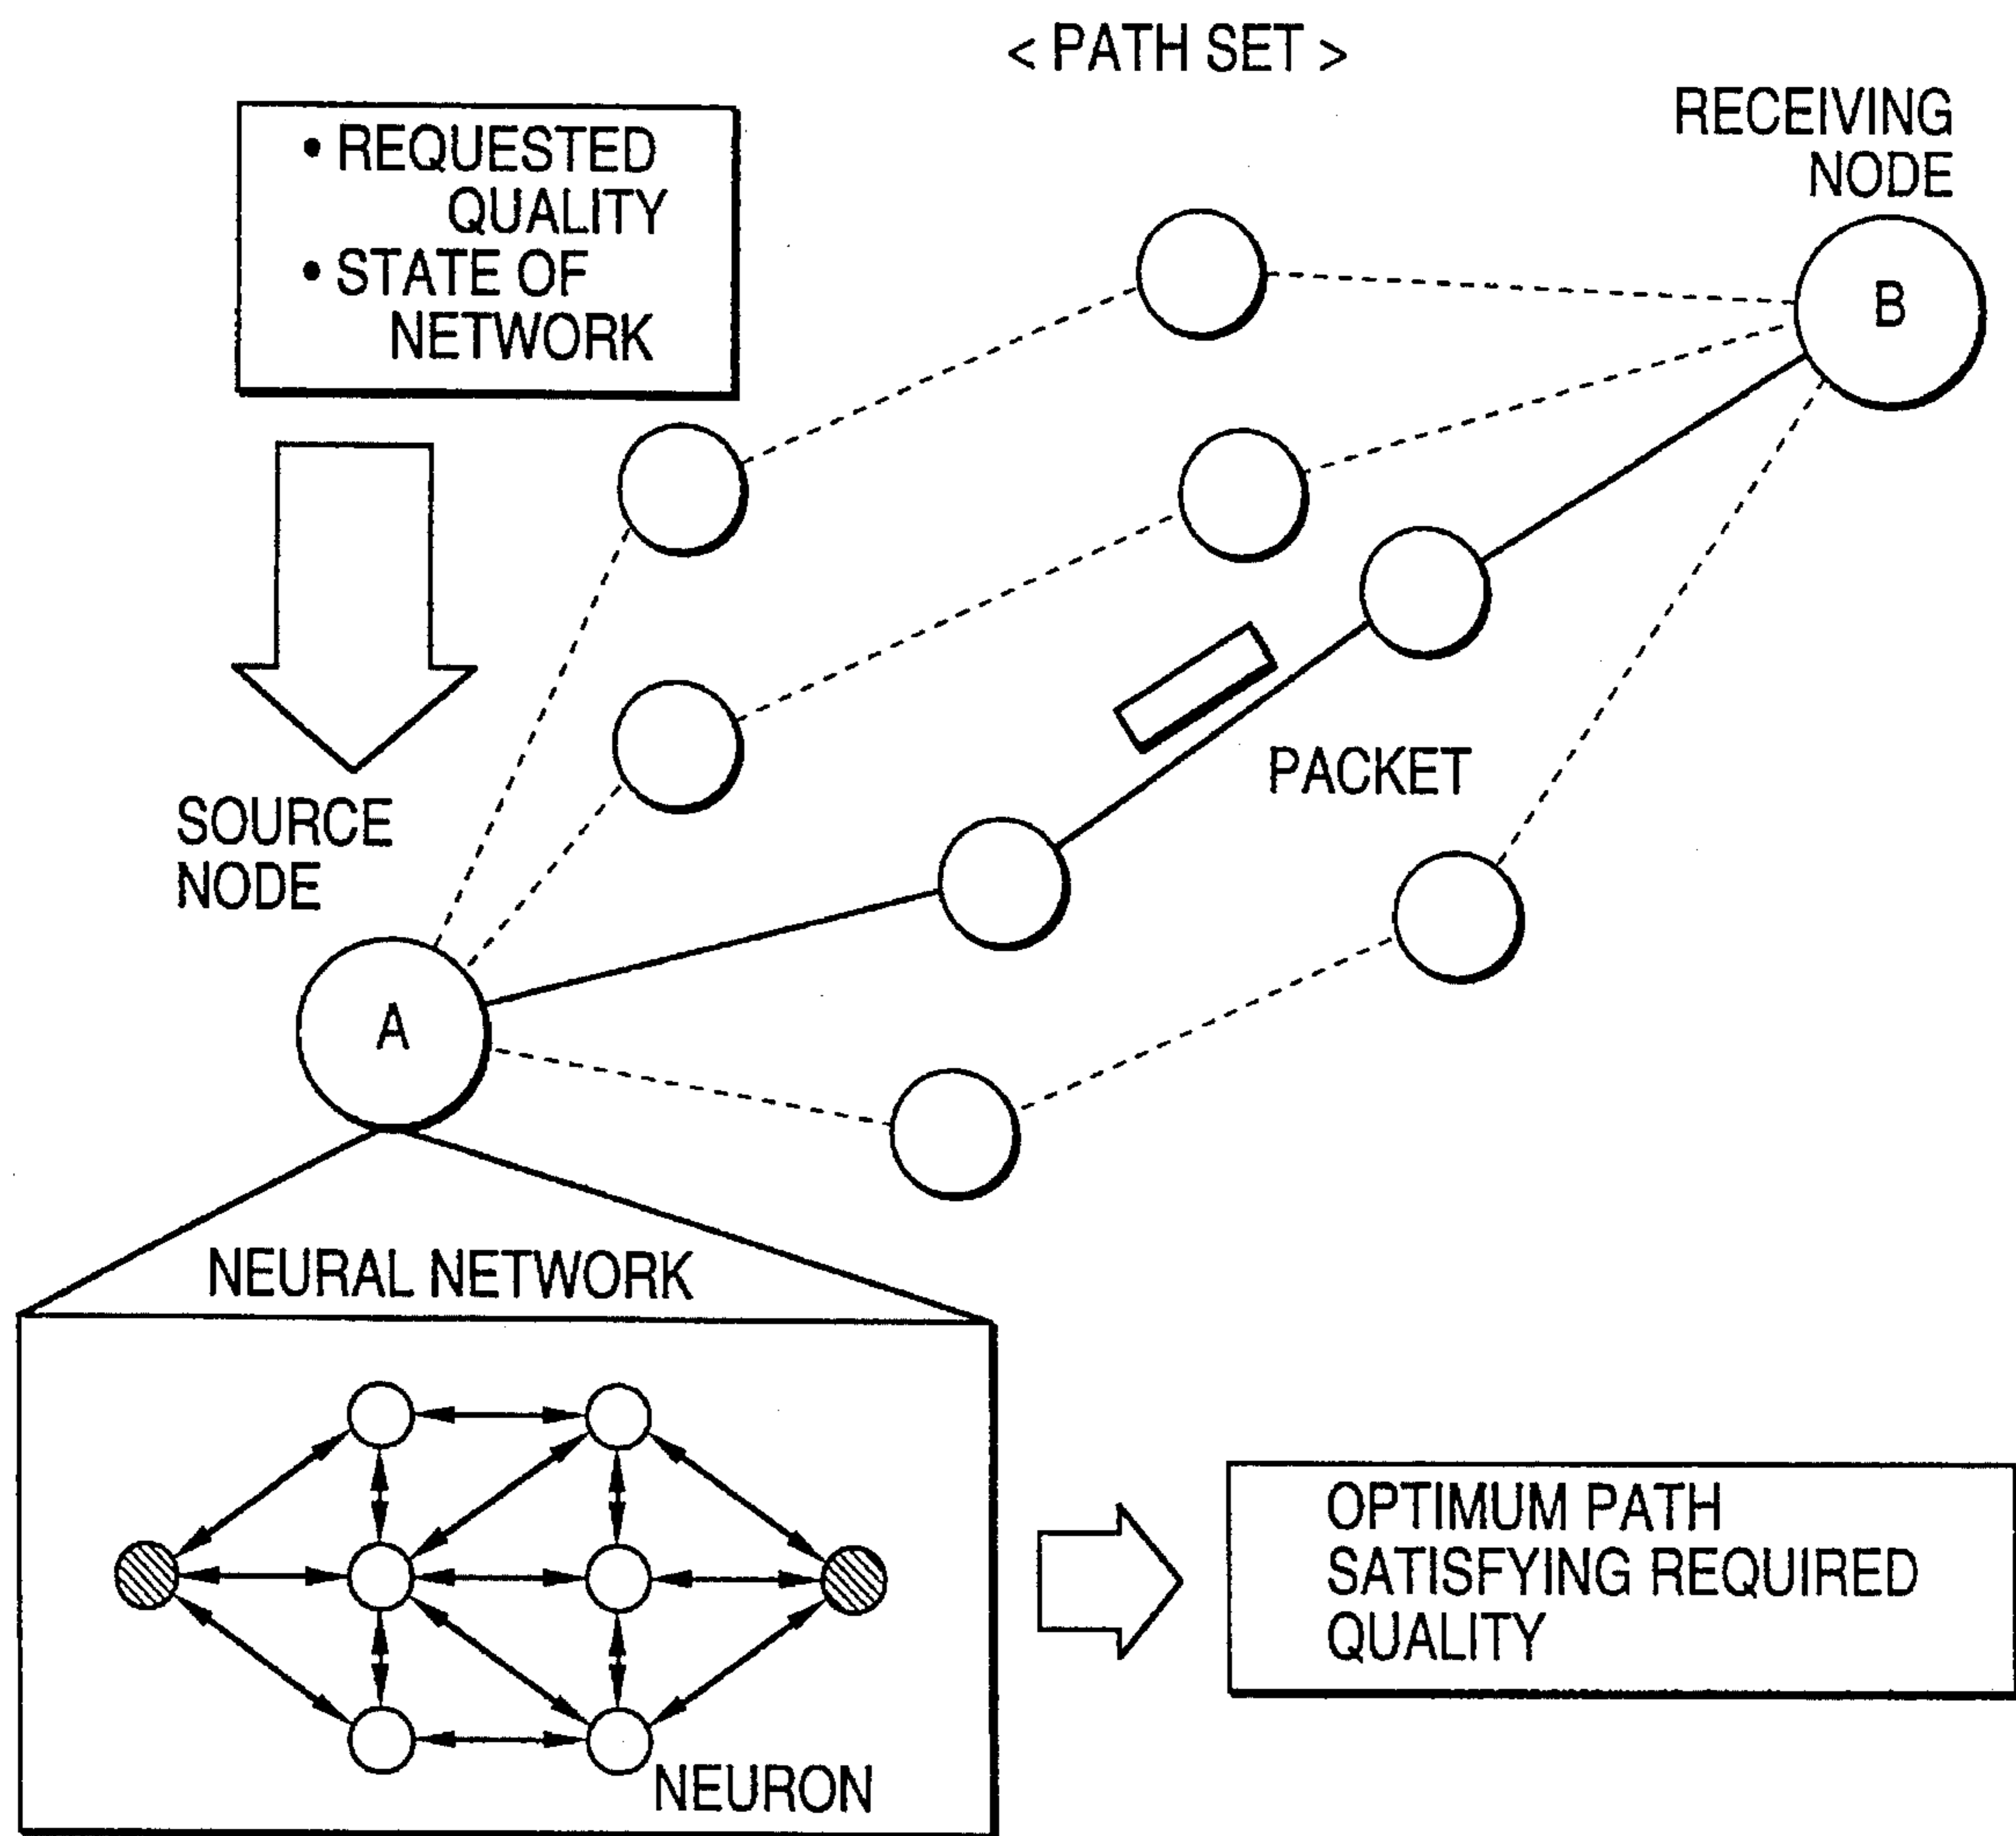 < PATH SET >
• REQUESTED
QUALITY
• STATE OF
NETWORK
RECEIVING
NODE
B
PACKET
SOURCE
NODE
A
NEURAL NETWORK
NEURON
OPTIMUM PATH
SATISFYING REQUIRED
QUALITY